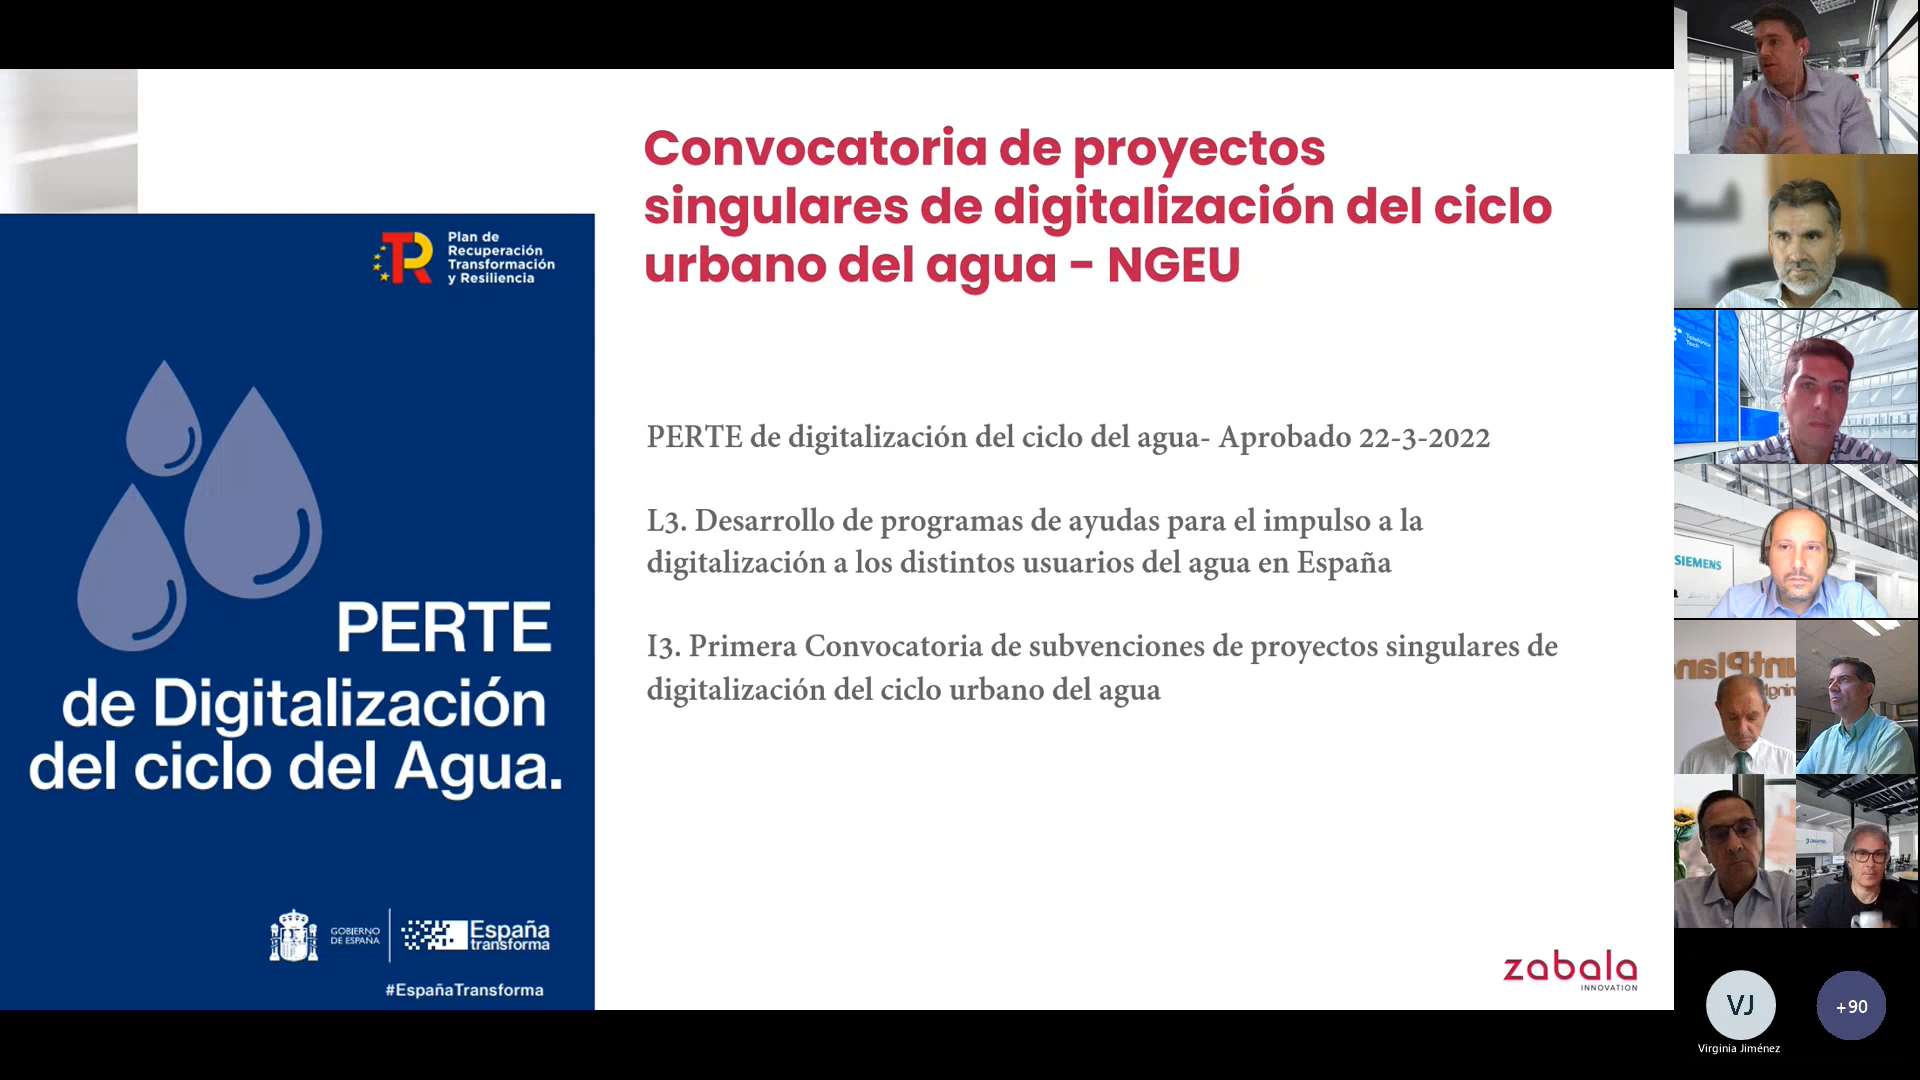 Convocatoria de proyectos
singulares de digitalización del ciclo
urbano del agua - NGEU
Plan de
Recuperación
Transformación
y Resiliencia
PERTE
de Digitalización
del ciclo del Agua.
GOBIERNO
DE ESPAÑA
España
transforma
#EspañaTransforma
PERTE de digitalización del ciclo del agua- Aprobado 22-3-2022
L3. Desarrollo de programas de ayudas para el impulso a la
digitalización a los distintos usuarios del agua en España
I3. Primera Convocatoria de subvenciones de proyectos singulares de
digitalización del ciclo urbano del agua
zabala
INNOVATION
Telefónica
Tech
SIEMENS
VJ
Virginia Jiménez
+90